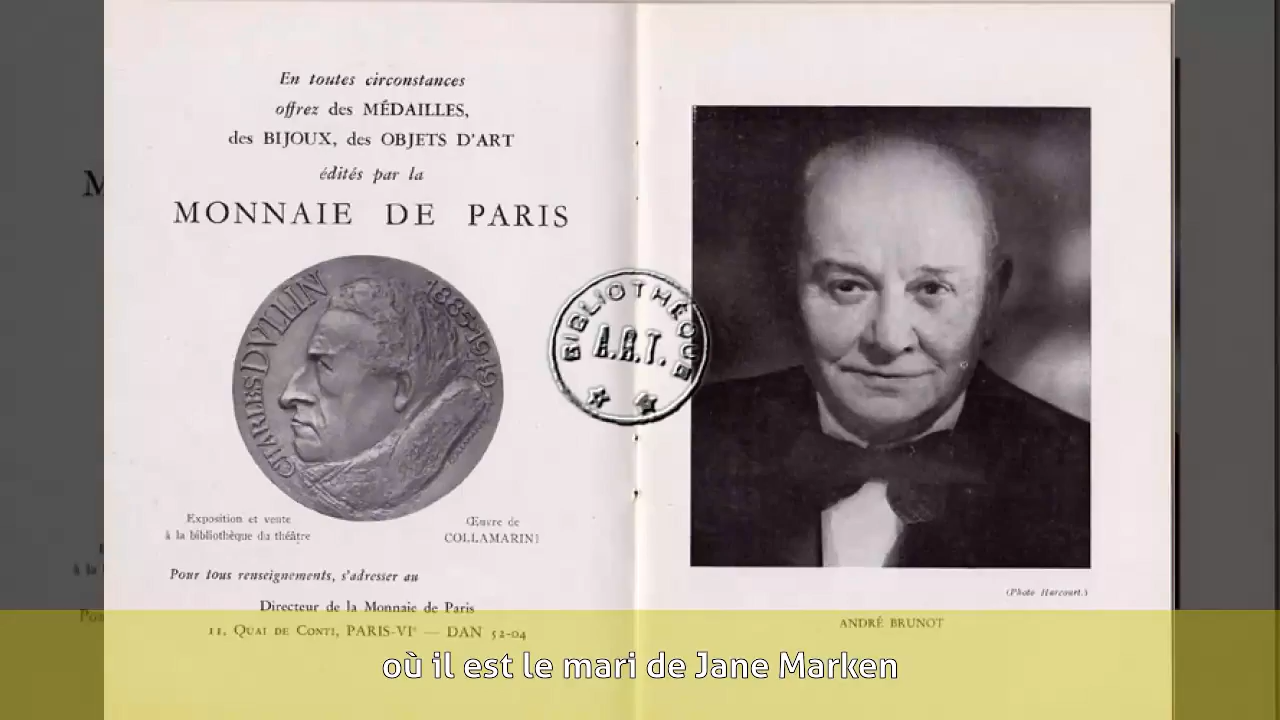 En toutes circonstances
offrez des MÉDAILLES,
des BIJOUX, des OBJETS D'ART
édités par la
MONNAIE DE PARIS
CHARLES DVLLIN
1885-1949
Exposition et vente
à la bibliothèque du théâtre
Œuvre de
COLLAMARINI
Pour tous renseignements, s'adresser au
Directeur de la Monnaie de Paris
11, QUAI DE CONTI, PARIS-VIᵉ — DAN 52-04
BIBLIOTHÈQUE
A.R.T.
(Photo Harcourt.)
ANDRÉ BRUNOT
où il est le mari de Jane Marken